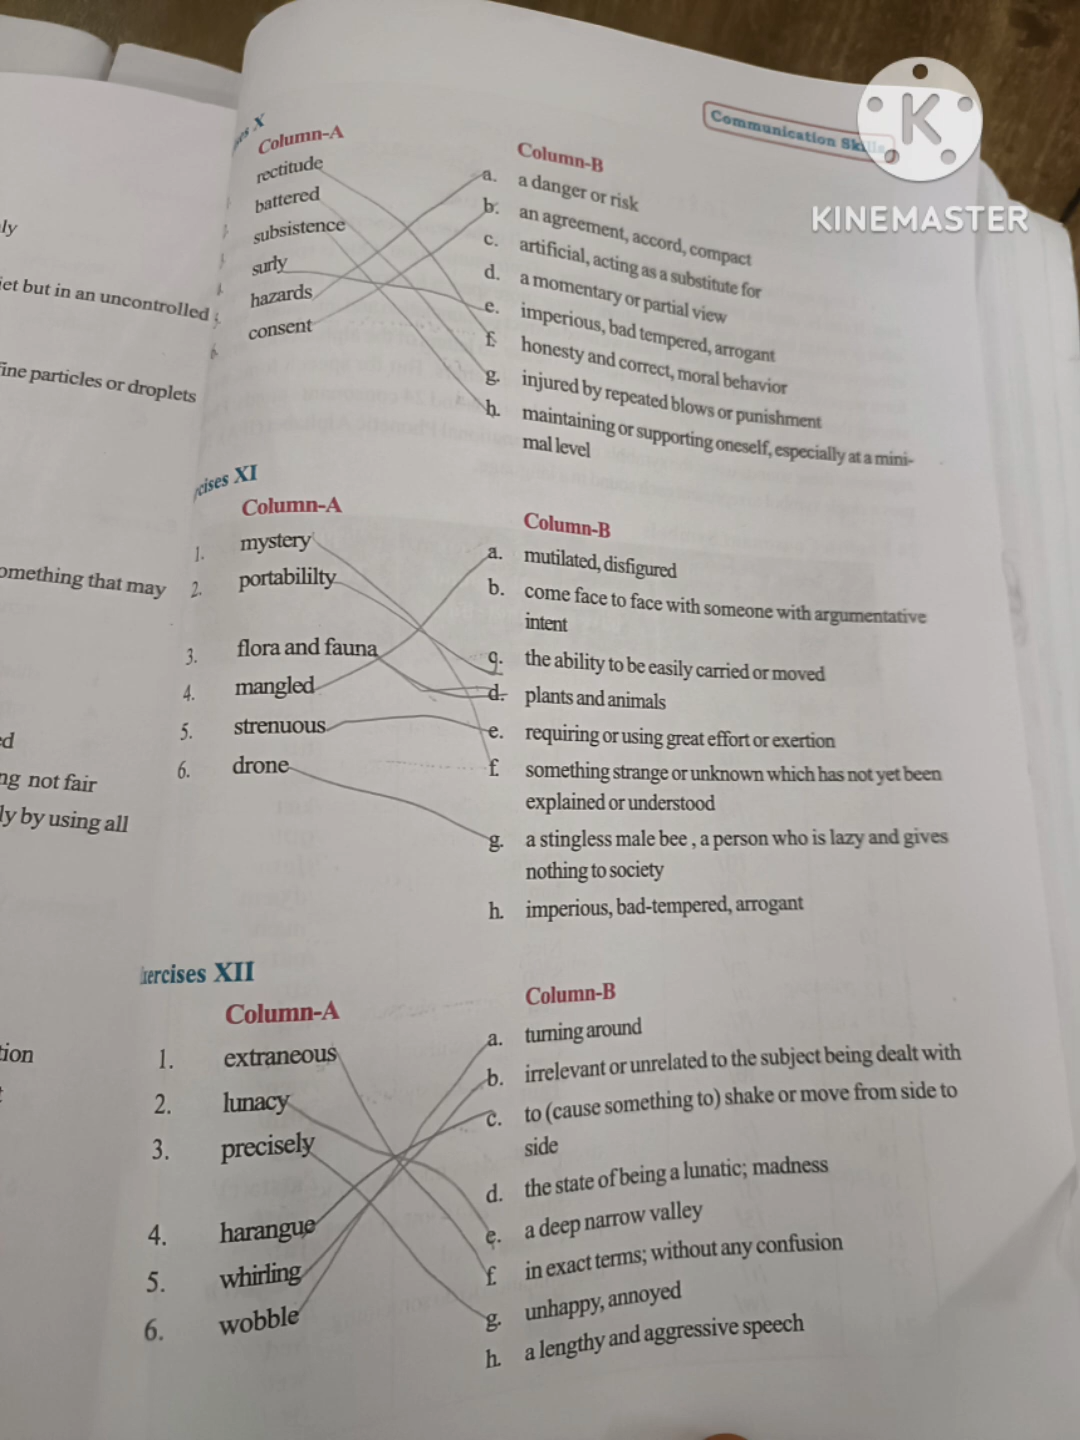 Communication Skills
KINEMASTER
ly
iet but in an uncontrolled
fine particles or droplets
omething that may
ed
ng not fair
ly by using all
tion
ses X
Column-A
Column-B
rectitude
battered
subsistence
surly
hazards
consent
a. a danger or risk
b. an agreement, accord, compact
c. artificial, acting as a substitute for
d. a momentary or partial view
e. imperious, bad tempered, arrogant
f. honesty and correct, moral behavior
g. injured by repeated blows or punishment
h. maintaining or supporting oneself, especially at a mini-
mal level
rcises XI
Column-A
Column-B
1. mystery
2. portabililty
3. flora and fauna
4. mangled
5. strenuous
6. drone
a. mutilated, disfigured
b. come face to face with someone with argumentative
intent
the ability to be easily carried or moved
d. plants and animals
e. requiring or using great effort or exertion
f. something strange or unknown which has not yet been
explained or understood
g. a stingless male bee , a person who is lazy and gives
nothing to society
h. imperious, bad-tempered, arrogant
ercises XII
Column-A
Column-B
1. extraneous
2. lunacy
3. precisely
4. harangue
5. whirling
6. wobble
a. turning around
b. irrelevant or unrelated to the subject being dealt with
c. to (cause something to) shake or move from side to
side
d. the state of being a lunatic; madness
e. a deep narrow valley
f. in exact terms; without any confusion
g. unhappy, annoyed
h. a lengthy and aggressive speech